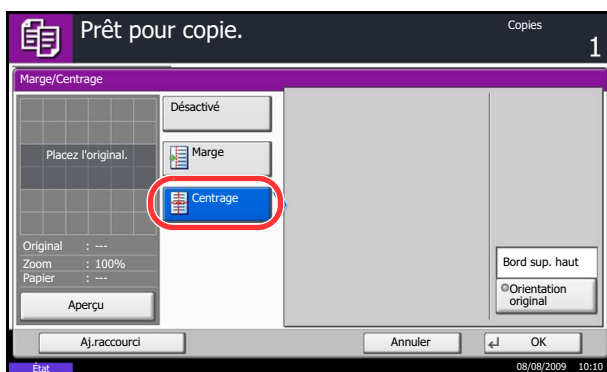 Prêt pour copie.
Copies
1
Marge/Centrage
Désactivé
Placez l'original.
Marge
Centrage
Original : ---
Zoom : 100%
Papier : ---
Bord sup. haut
Orientation
original
Aperçu
Aj.raccourci
Annuler
OK
État
08/08/2009 10:10